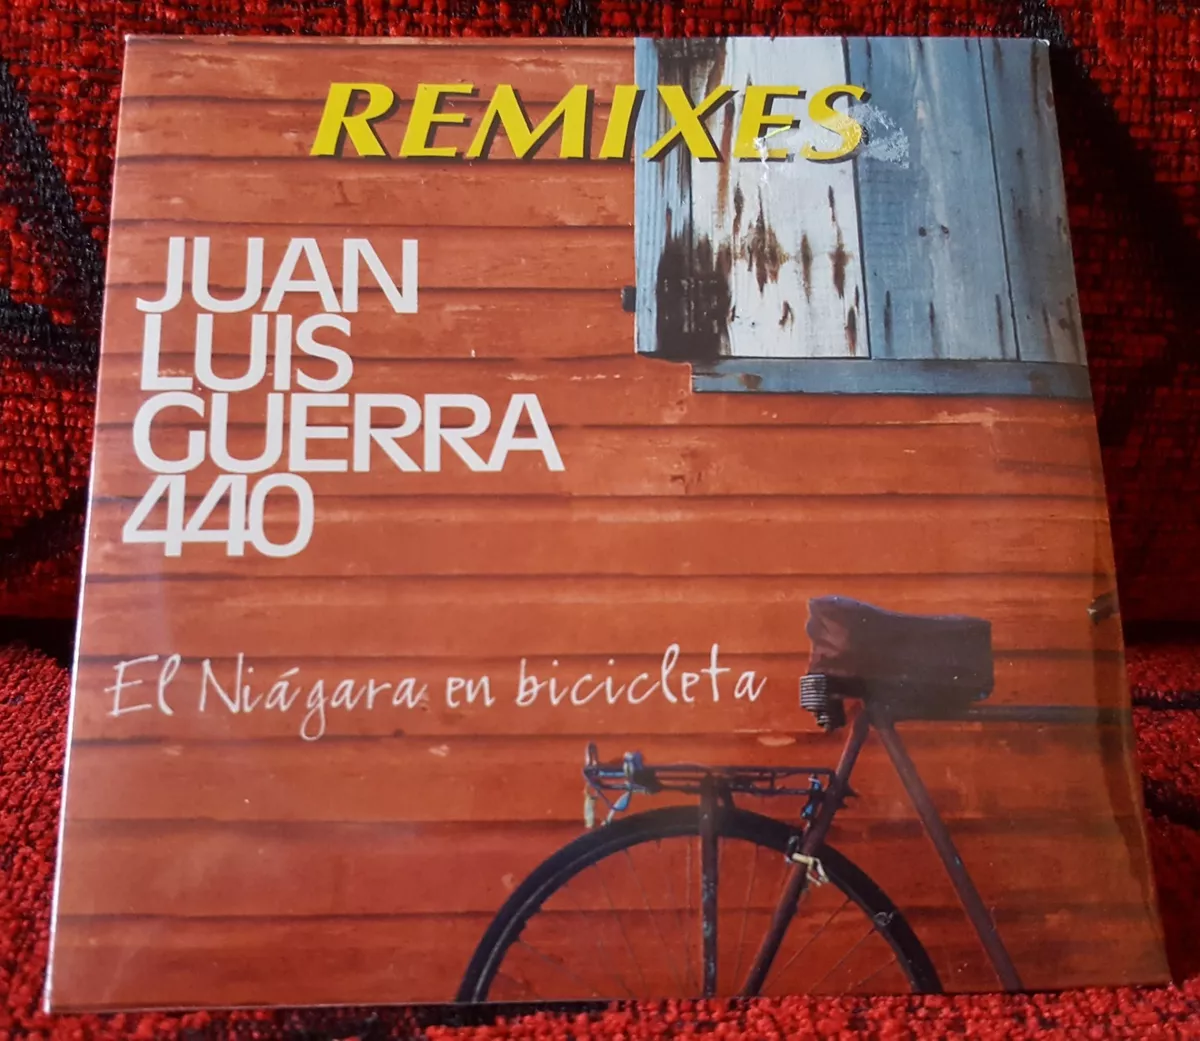 REMIXES
JUAN
LUIS
GUERRA
440
El Niágara en bicicleta